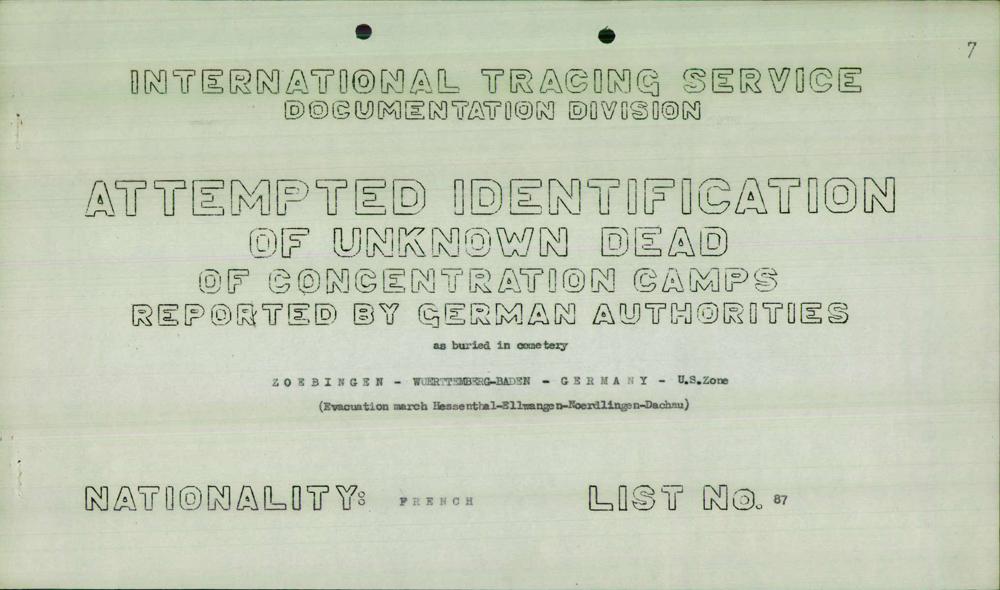 7
INTERNATIONAL TRACING SERVICE
DOCUMENTATION DIVISION
ATTEMPTED IDENTIFICATION
OF UNKNOWN DEAD
OF CONCENTRATION CAMPS
REPORTED BY GERMAN AUTHORITIES
as buried in cemetery
ZOEBINGEN - WUERTTEMBERG-BADEN - GERMANY - U.S.Zone
(Evacuation march Hessenthal-Ellwangen-Noerdlingen-Dachau)
NATIONALITY: FRENCH LIST No. 87